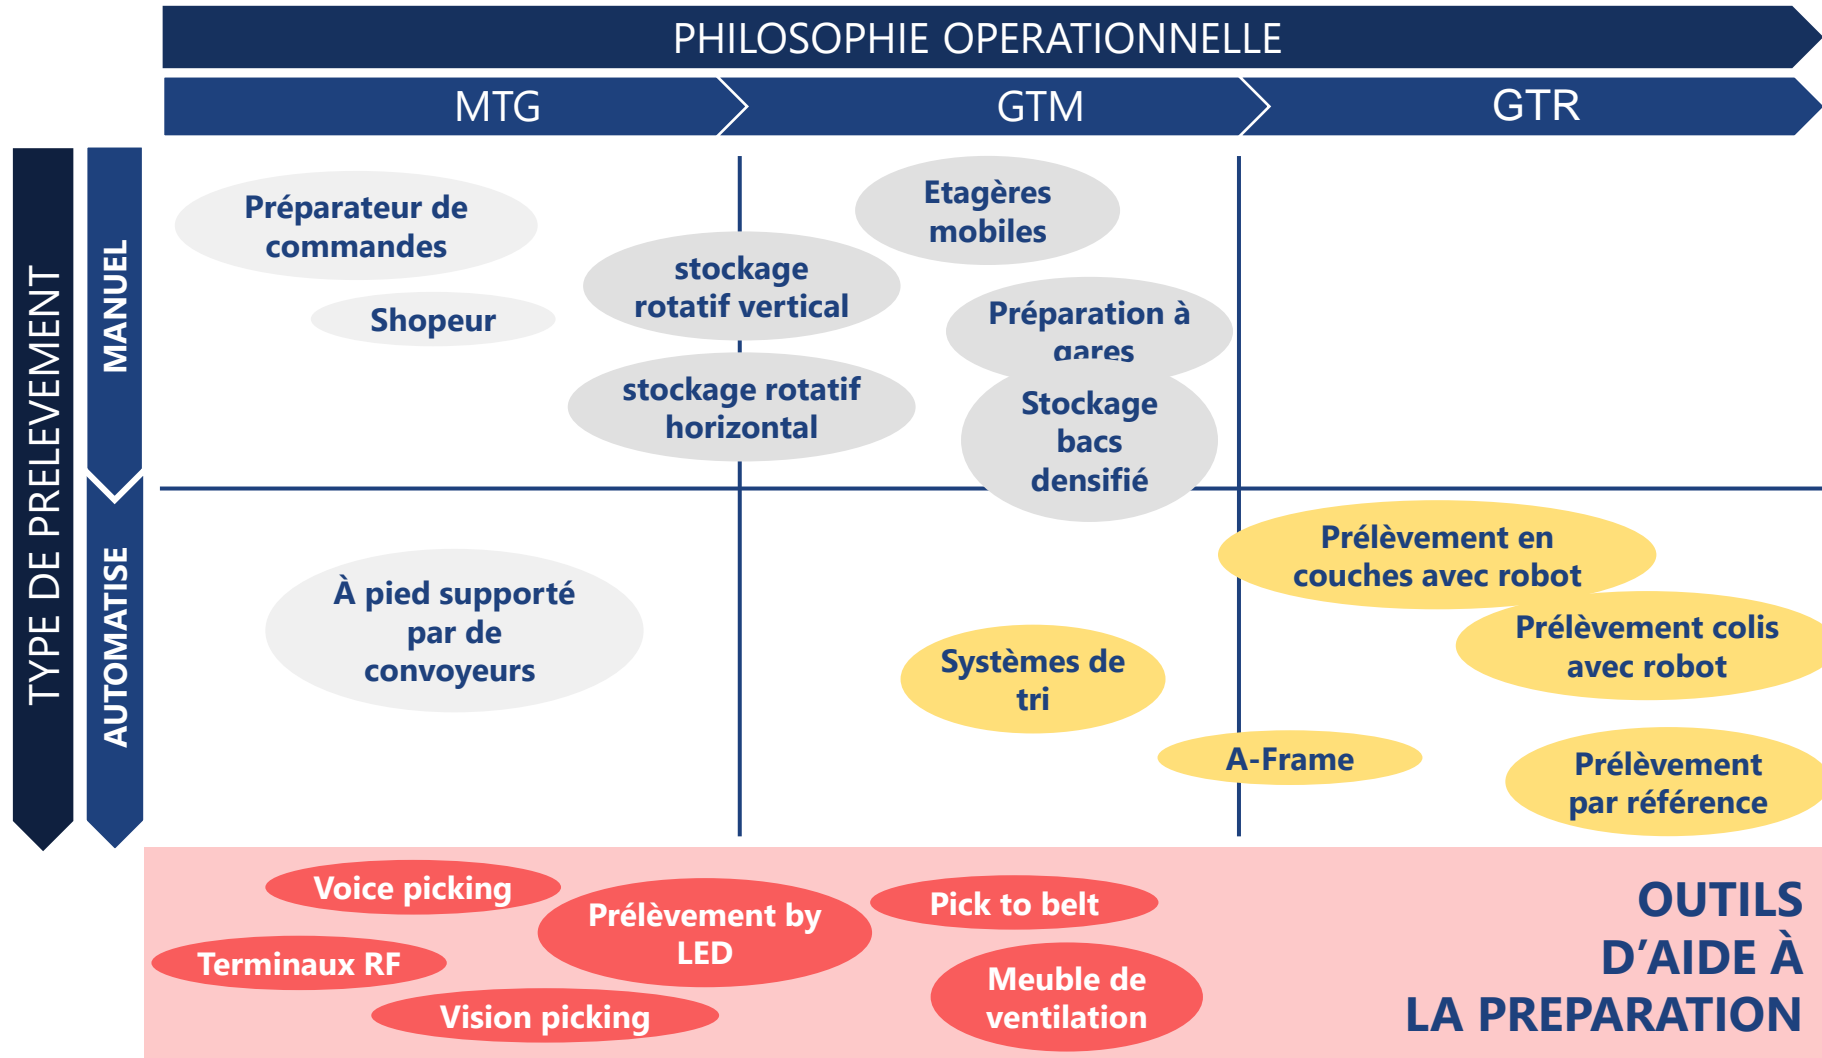 PHILOSOPHIE OPERATIONNELLE
MTG
GTM
GTR
TYPE DE PRELEVEMENT
MANUEL
AUTOMATISE
Préparateur de
commandes
Shopeur
stockage
rotatif vertical
stockage rotatif
horizontal
Etagères
mobiles
Préparation à
gares
Stockage
bacs
densifié
À pied supporté
par de
convoyeurs
Systèmes de
tri
Prélèvement en
couches avec robot
Prélèvement colis
avec robot
A-Frame
Prélèvement
par référence
Voice picking
Terminaux RF
Vision picking
Prélèvement by
LED
Pick to belt
Meuble de
ventilation
OUTILS
D’AIDE À
LA PREPARATION